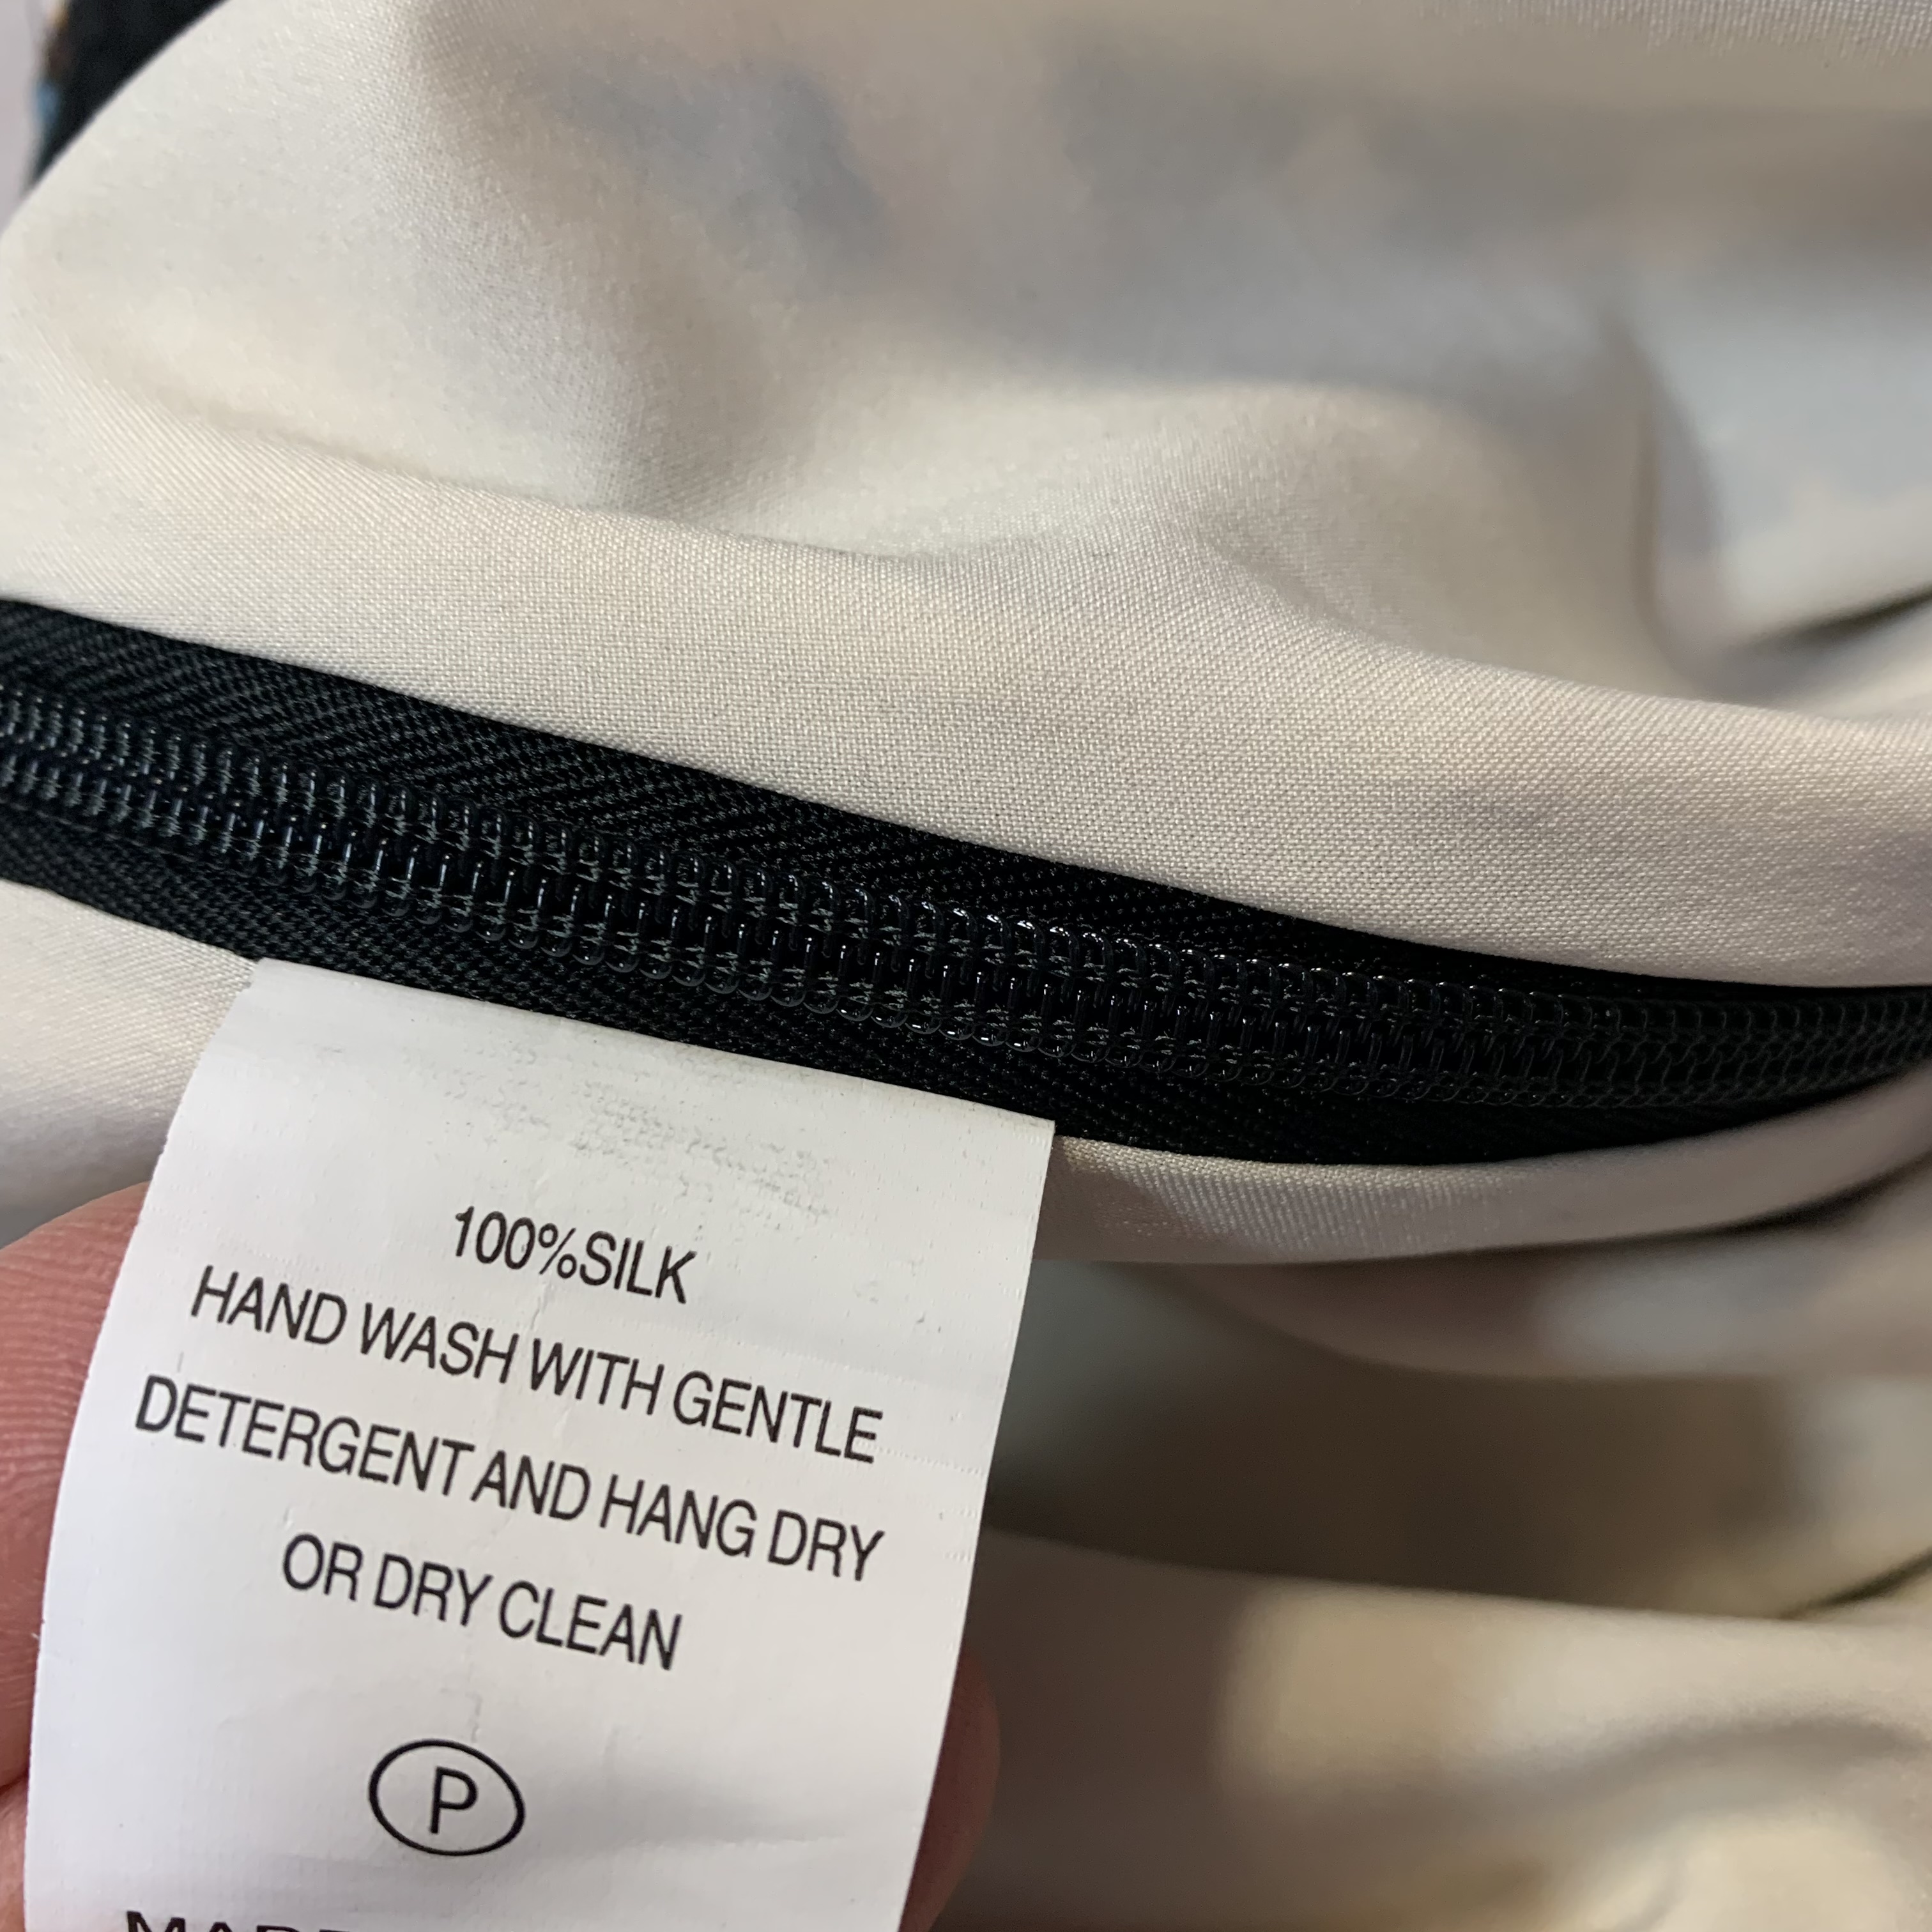 100%SILK
HAND WASH WITH GENTLE
DETERGENT AND HANG DRY
OR DRY CLEAN
P